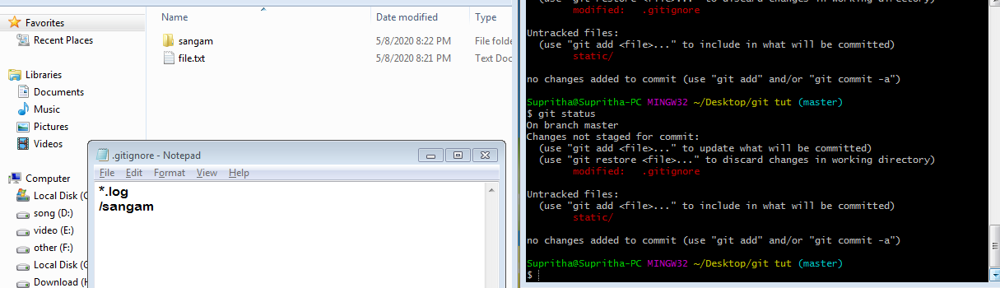 Favorites
Recent Places
Libraries
Documents
Music
Pictures
Videos
Computer
Local Disk (C
song (D:)
video (E:)
other (F:)
Local Disk (
Download (H
Name Date modified Type
sangam 5/8/2020 8:22 PM File folde
file.txt 5/8/2020 8:21 PM Text Doc
.gitignore - Notepad
File Edit Format View Help
*.log
/sangam
(use "git restore <file>..." to discard changes in working directory)
modified: .gitignore
Untracked files:
(use "git add <file>..." to include in what will be committed)
static/
no changes added to commit (use "git add" and/or "git commit -a")
Supritha@Supritha-PC MINGW32 ~/Desktop/git tut (master)
$ git status
On branch master
Changes not staged for commit:
(use "git add <file>..." to update what will be committed)
(use "git restore <file>..." to discard changes in working directory)
modified: .gitignore
Untracked files:
(use "git add <file>..." to include in what will be committed)
static/
no changes added to commit (use "git add" and/or "git commit -a")
Supritha@Supritha-PC MINGW32 ~/Desktop/git tut (master)
$